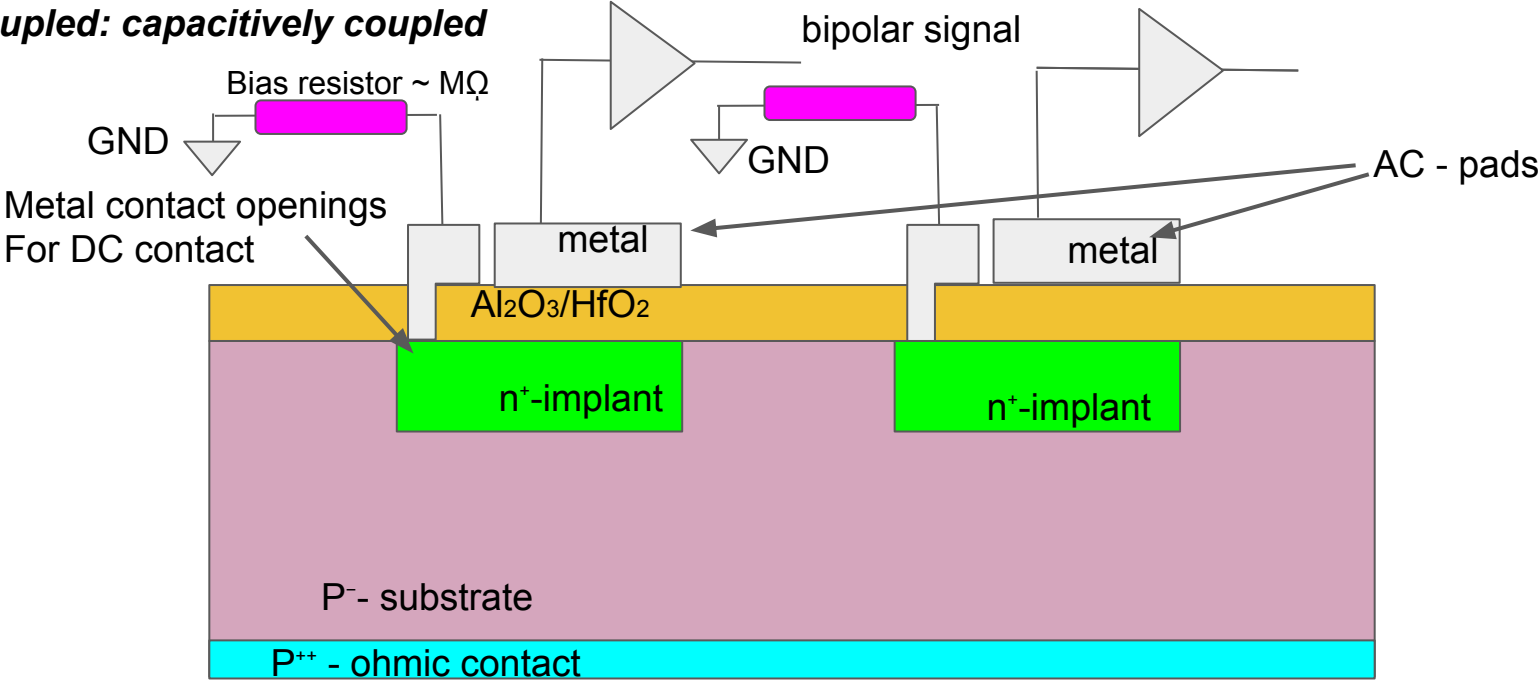 upled: capacitively coupled
bipolar signal
Bias resistor ~ MΩ
GND
GND
AC - pads
Metal contact openings
For DC contact
metal
metal
Al₂O₃/HfO₂
n⁺-implant
n⁺-implant
P⁻- substrate
P⁺⁺ - ohmic contact